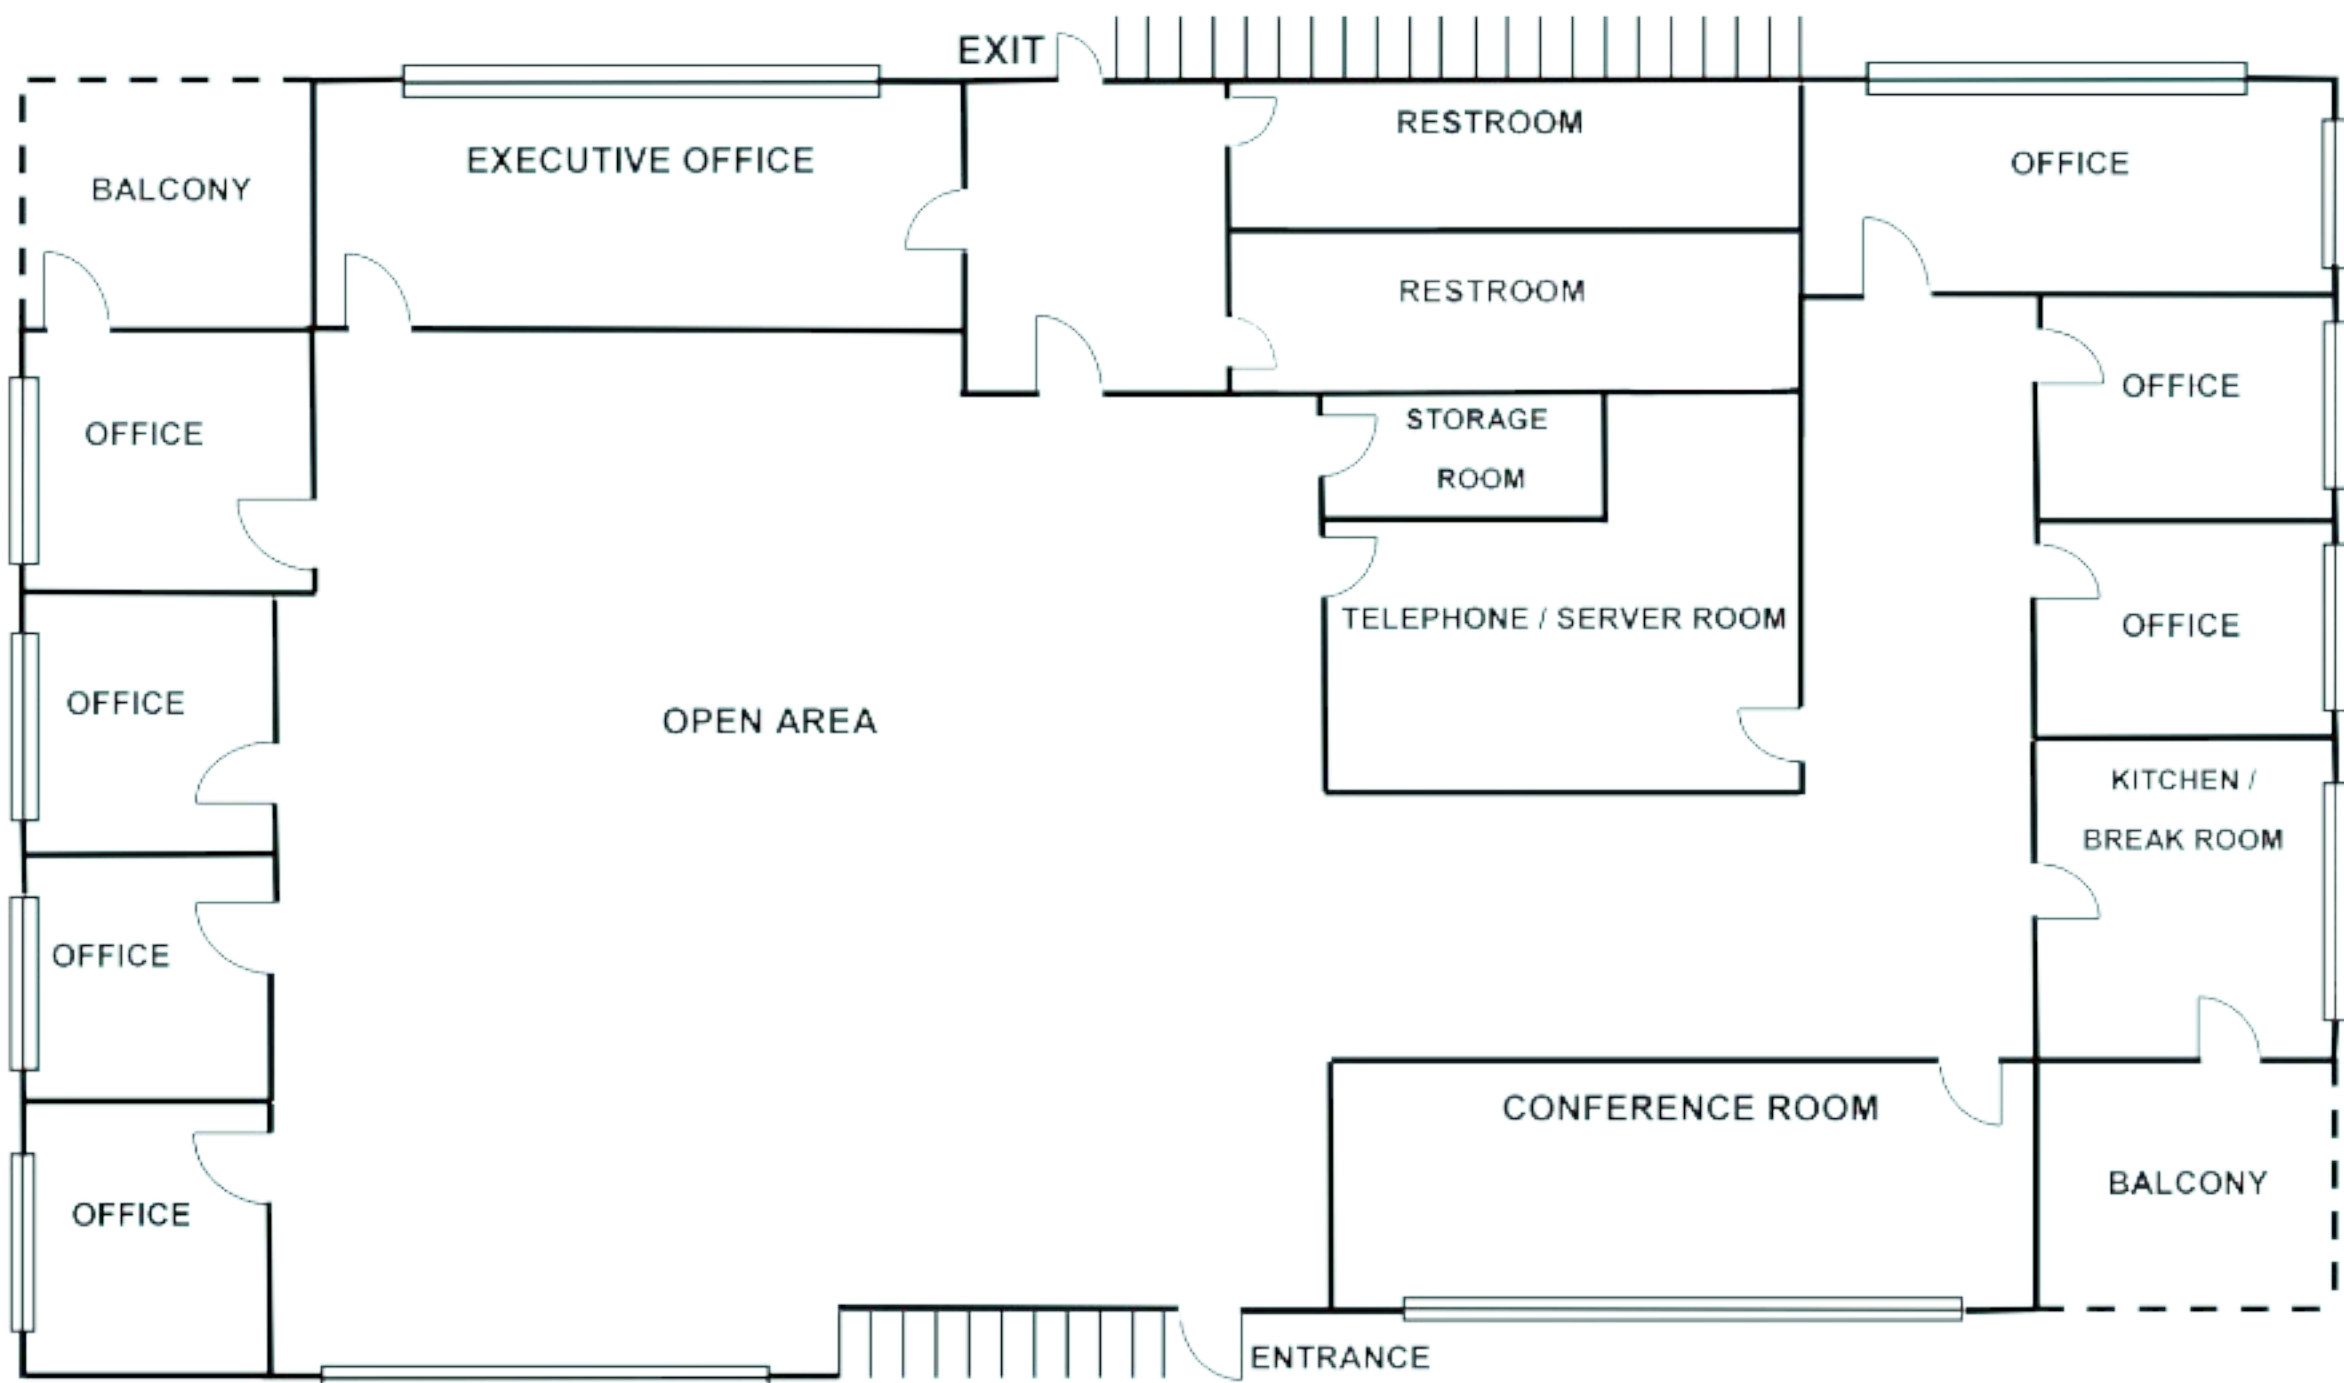 EXIT
RESTROOM
EXECUTIVE OFFICE
OFFICE
BALCONY
RESTROOM
OFFICE
STORAGE
ROOM
OFFICE
TELEPHONE / SERVER ROOM
OFFICE
OFFICE
OPEN AREA
KITCHEN /
BREAK ROOM
OFFICE
CONFERENCE ROOM
BALCONY
OFFICE
ENTRANCE